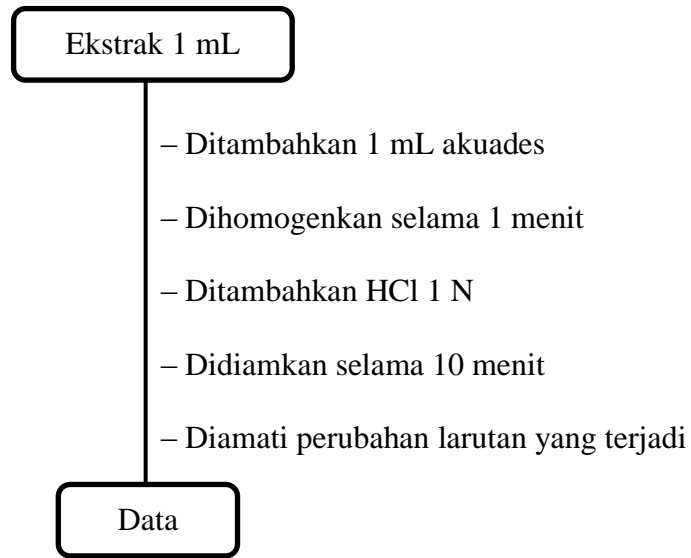 Ekstrak 1 mL
– Ditambahkan 1 mL akuades
– Dihomogenkan selama 1 menit
– Ditambahkan HCl 1 N
– Didiamkan selama 10 menit
– Diamati perubahan larutan yang terjadi
Data